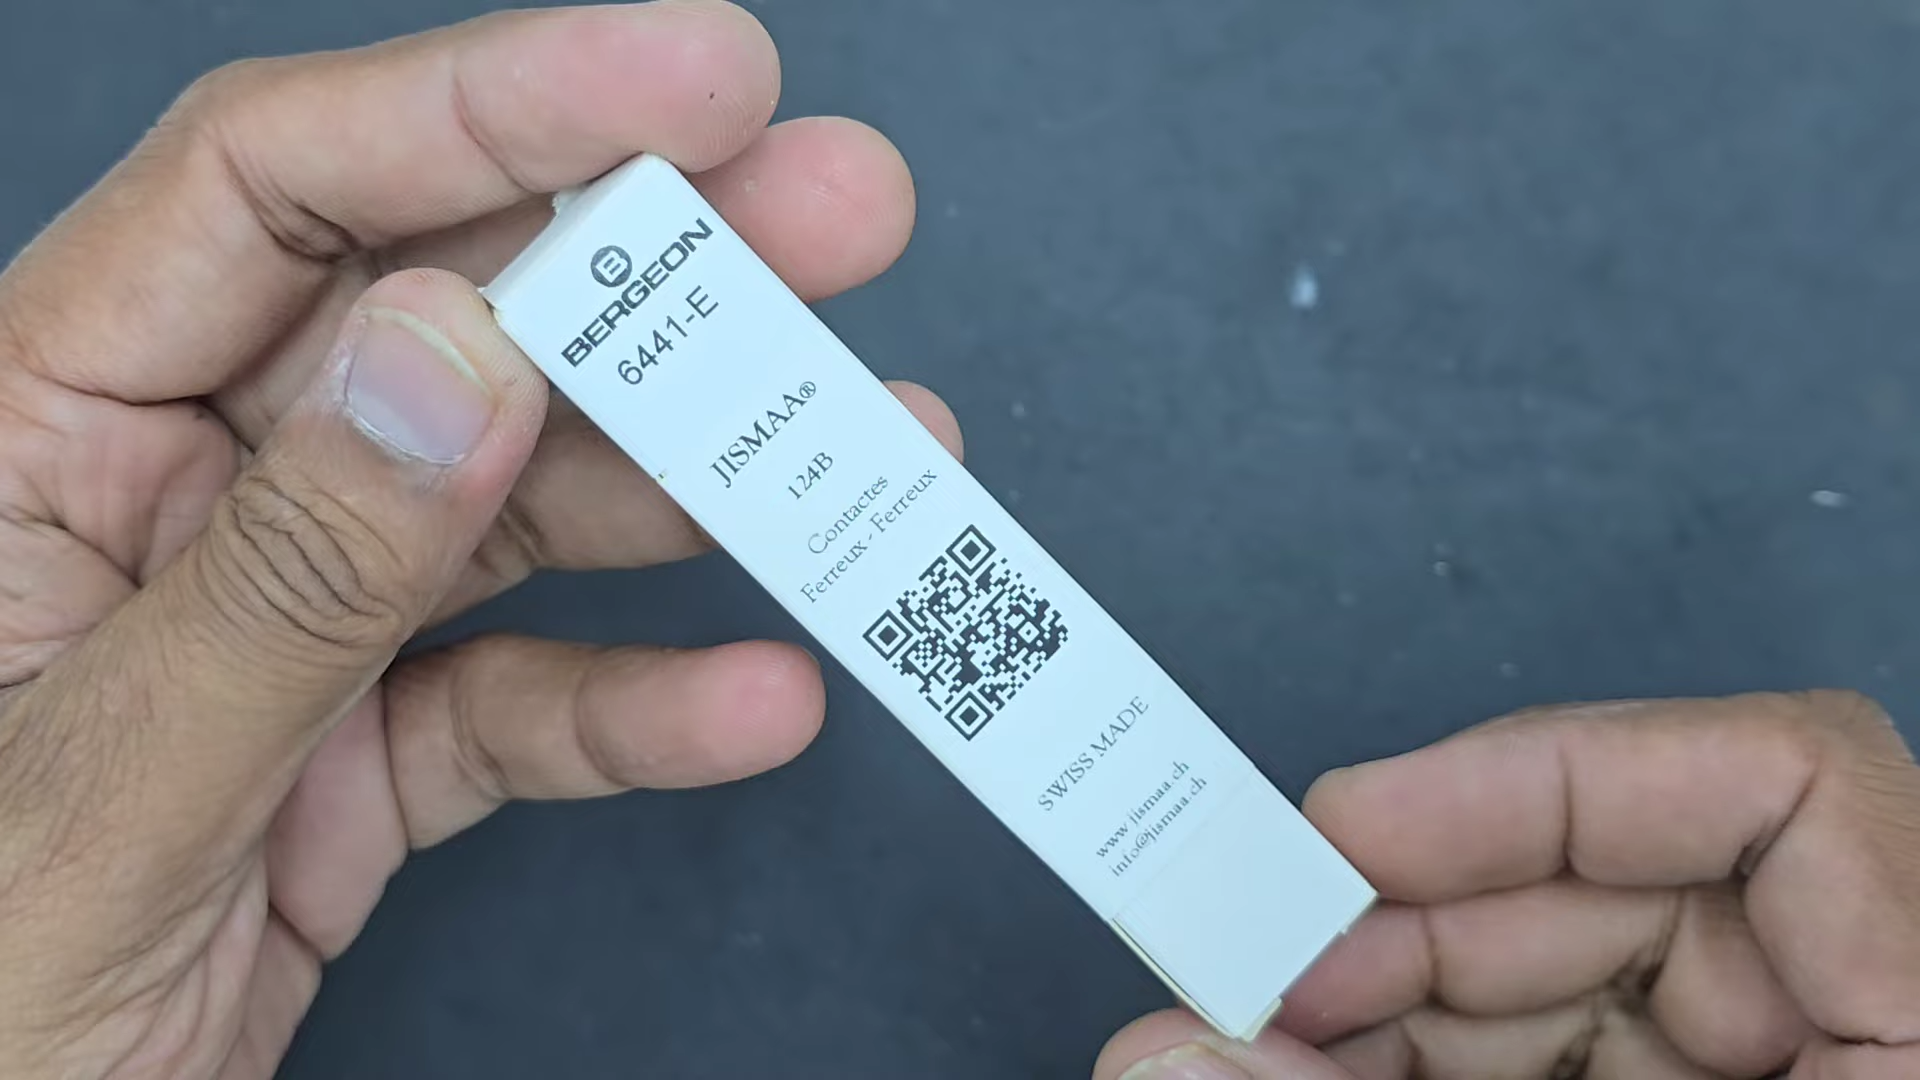 B
BERGEON
6441-E
JISMAA®
124B
Contactes
Ferreux - Ferreux
SWISS MADE
www.jismaa.ch
info@jismaa.ch